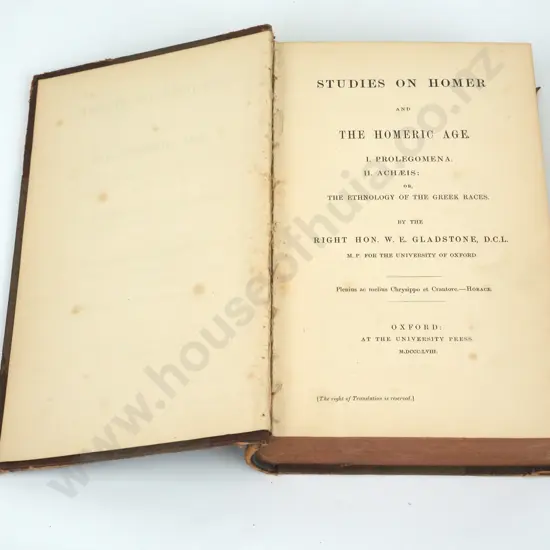 STUDIES ON HOMER
AND
THE HOMERIC AGE.
I. PROLEGOMENA.
II. ACHÆIS:
OR,
THE ETHNOLOGY OF THE GREEK RACES.
BY THE
RIGHT HON. W. E. GLADSTONE, D.C.L.
M. P. FOR THE UNIVERSITY OF OXFORD.
Plenius ac melius Chrysippo et Crantore.—HORACE.
OXFORD:
AT THE UNIVERSITY PRESS.
M.DCCC.LVIII.
[The right of Translation is reserved.]
www.houseofhuia.co.nz